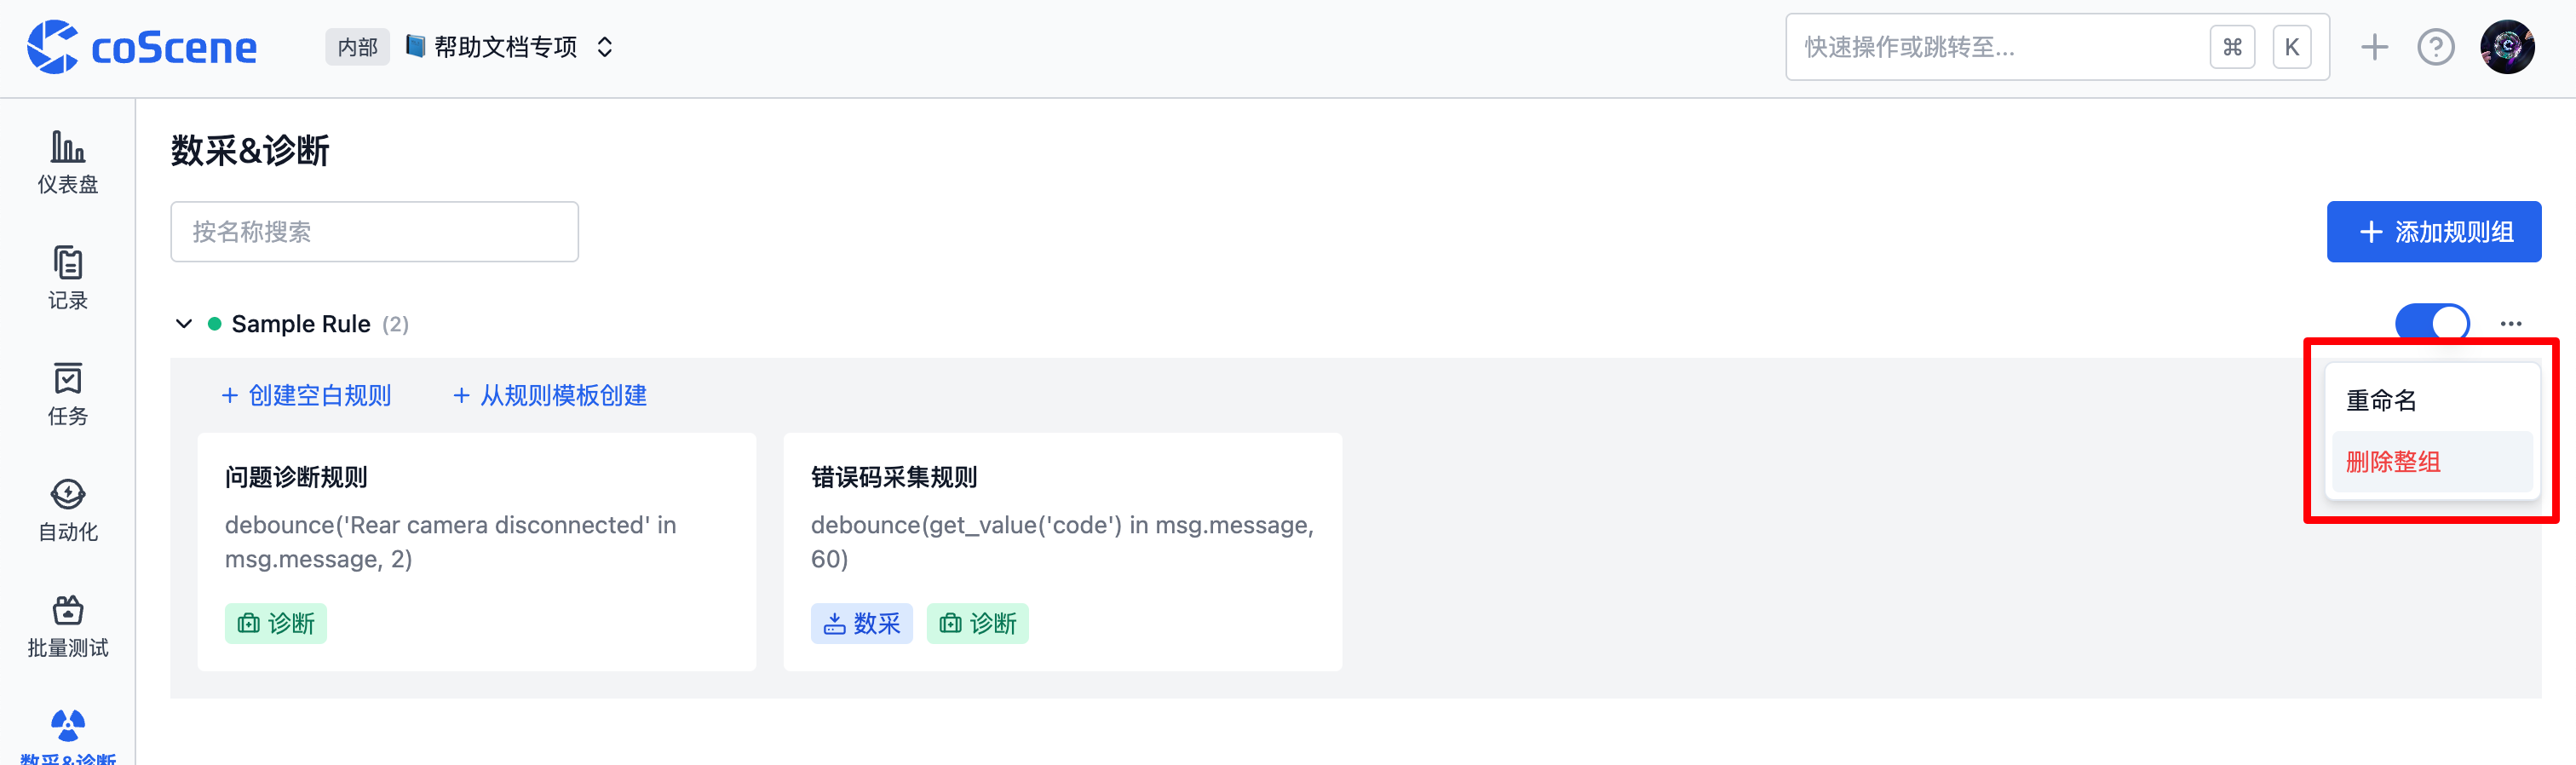 coScene
内部
帮助文档专项
快速操作或跳转至...
⌘
K
仪表盘
记录
任务
自动化
批量测试
数采&诊断
数采&诊断
按名称搜索
添加规则组
Sample Rule (2)
+ 创建空白规则
+ 从规则模板创建
重命名
删除整组
问题诊断规则
debounce('Rear camera disconnected' in
msg.message, 2)
诊断
错误码采集规则
debounce(get_value('code') in msg.message,
60)
数采
诊断